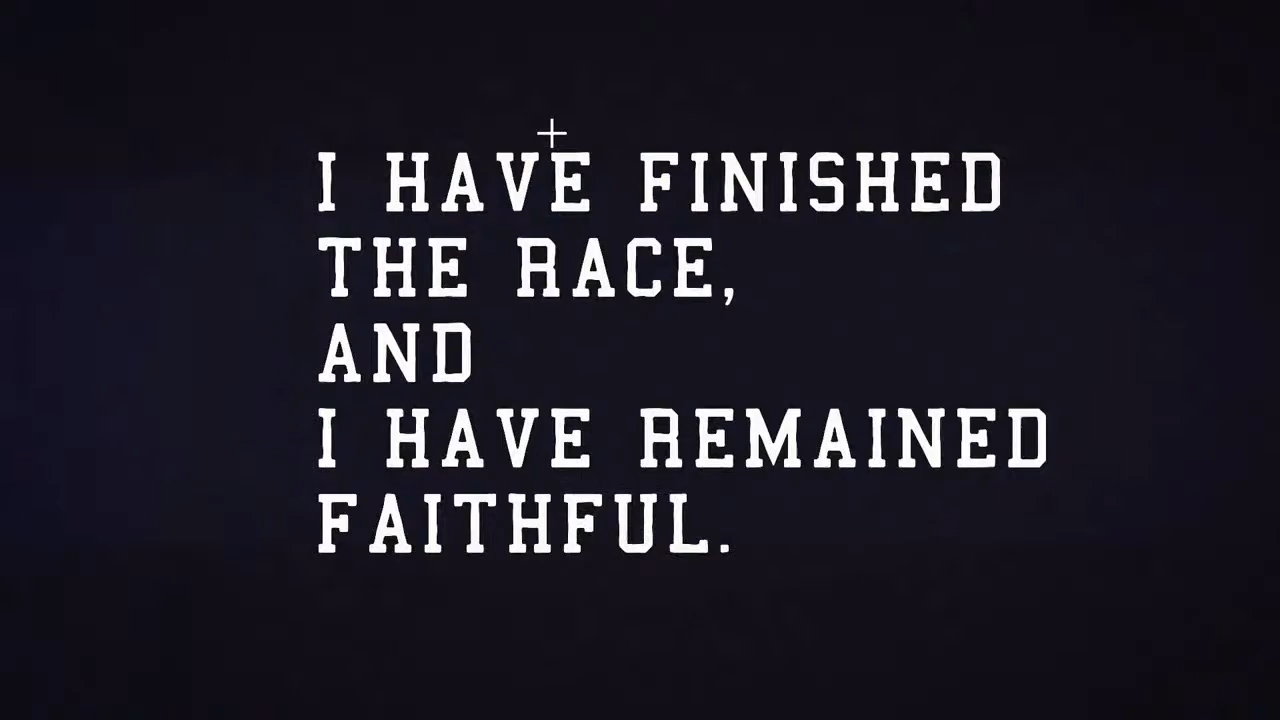 I HAVE FINISHED
THE RACE,
AND
I HAVE REMAINED
FAITHFUL.